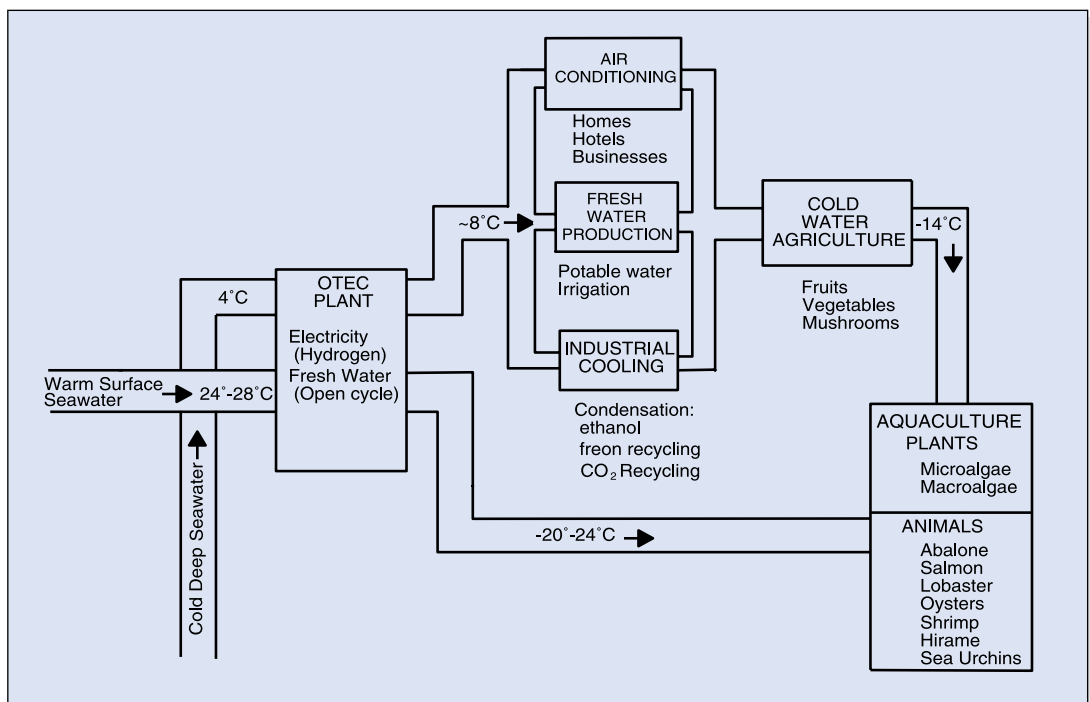 AIR
CONDITIONING
Homes
Hotels
Businesses
~8°C
FRESH
WATER
PRODUCTION
Potable water
Irrigation
COLD
WATER
AGRICULTURE
-14°C
Fruits
Vegetables
Mushrooms
4°C
OTEC
PLANT
Electricity
(Hydrogen)
Fresh Water
(Open cycle)
Warm Surface
Seawater
24°-28°C
INDUSTRIAL
COOLING
Condensation:
ethanol
freon recycling
CO2 Recycling
Cold Deep Seawater
-20°-24°C
AQUACULTURE
PLANTS
Microalgae
Macroalgae
ANIMALS
Abalone
Salmon
Lobaster
Oysters
Shrimp
Hirame
Sea Urchins